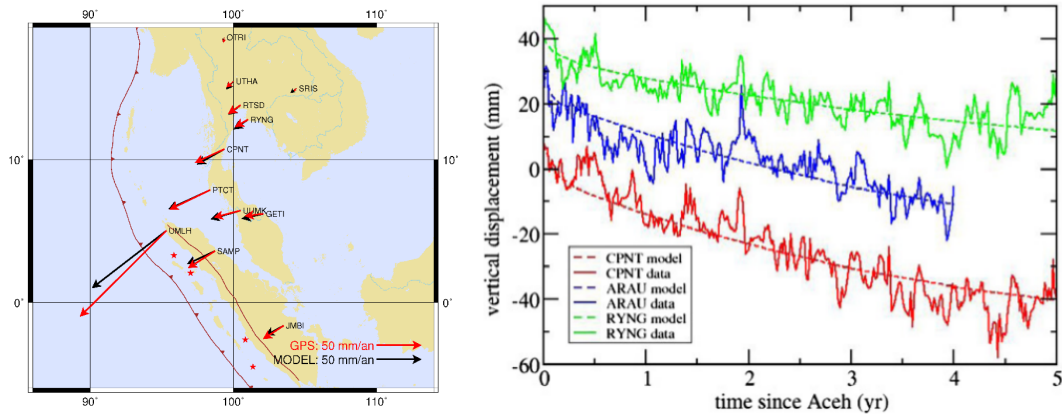 90˚
100˚
110˚
OTRI
UTHA
SRIS
RTSD
RYNG
CPNT
10˚
10˚
PTCT
UUMK
GETI
UMLH
SAMP
0˚
0˚
JMBI
GPS: 50 mm/an
MODEL: 50 mm/an
90˚
100˚
110˚
vertical displacement (mm)
40
20
0
-20
-40
-60
CPNT model
CPNT data
ARAU model
ARAU data
RYNG model
RYNG data
0
1
2
3
4
5
time since Aceh (yr)